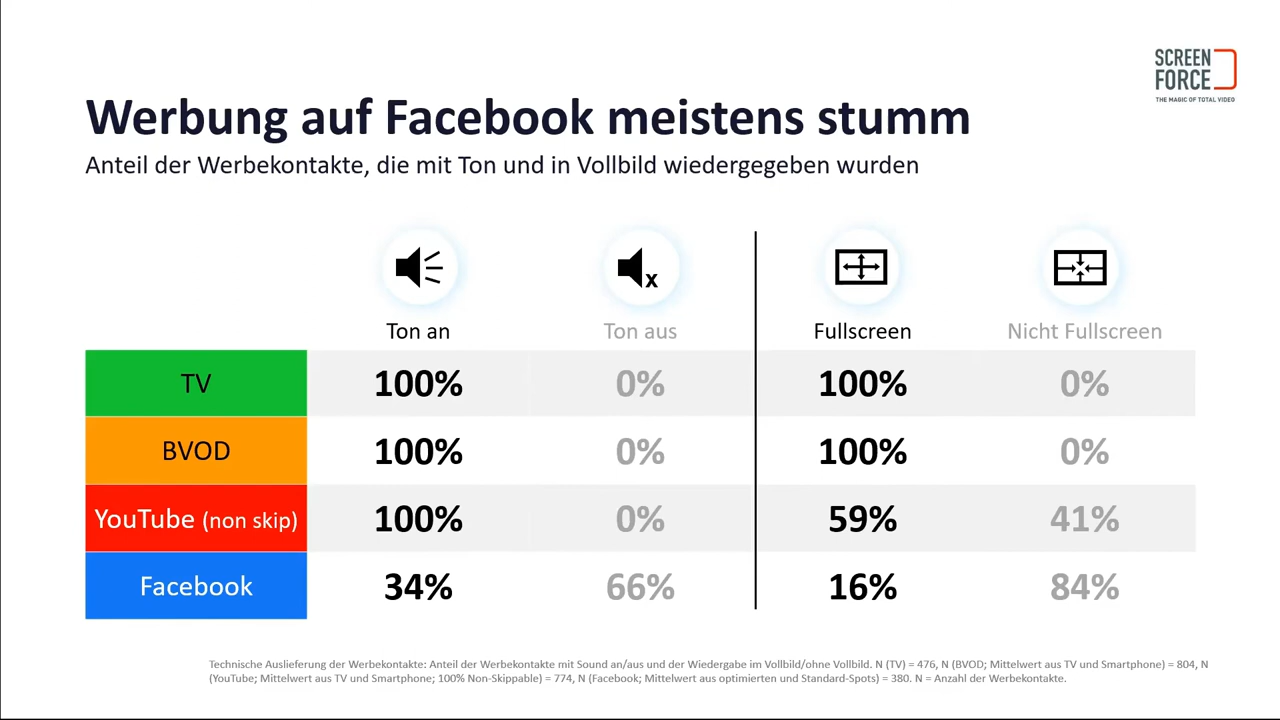 SCREEN
FORCE
THE MAGIC OF TOTAL VIDEO
Werbung auf Facebook meistens stumm
Anteil der Werbekontakte, die mit Ton und in Vollbild wiedergegeben wurden
x
Ton an Ton aus Fullscreen Nicht Fullscreen
TV 100% 0% 100% 0%
BVOD 100% 0% 100% 0%
YouTube (non skip) 100% 0% 59% 41%
Facebook 34% 66% 16% 84%
Technische Auslieferung der Werbekontakte: Anteil der Werbekontakte mit Sound an/aus und der Wiedergabe im Vollbild/ohne Vollbild. N (TV) = 476, N (BVOD; Mittelwert aus TV und Smartphone) = 804, N
(YouTube; Mittelwert aus TV und Smartphone; 100% Non-Skippable) = 774, N (Facebook; Mittelwert aus optimierten und Standard-Spots) = 380. N = Anzahl der Werbekontakte.